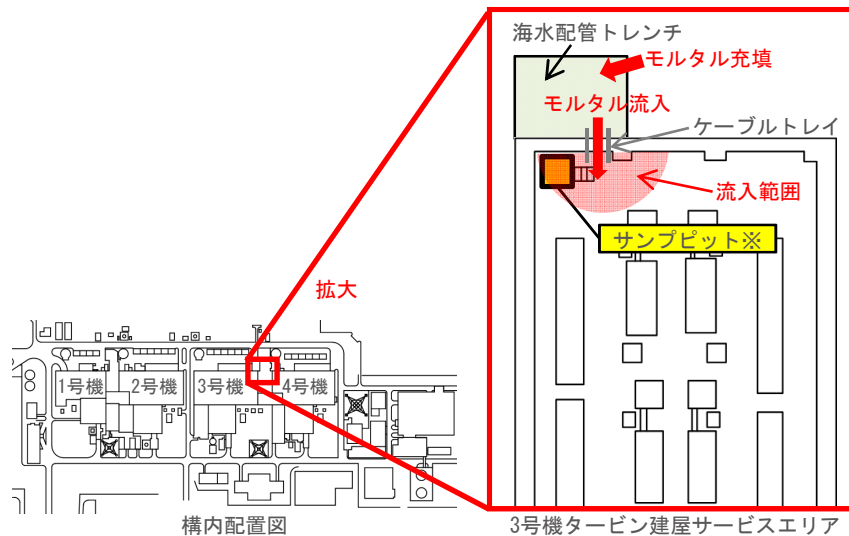 海水配管トレンチ
モルタル充填
モルタル流入
ケーブルトレイ
流入範囲
サンプピット※
拡大
1号機
2号機
3号機
4号機
構内配置図
3号機タービン建屋サービスエリア